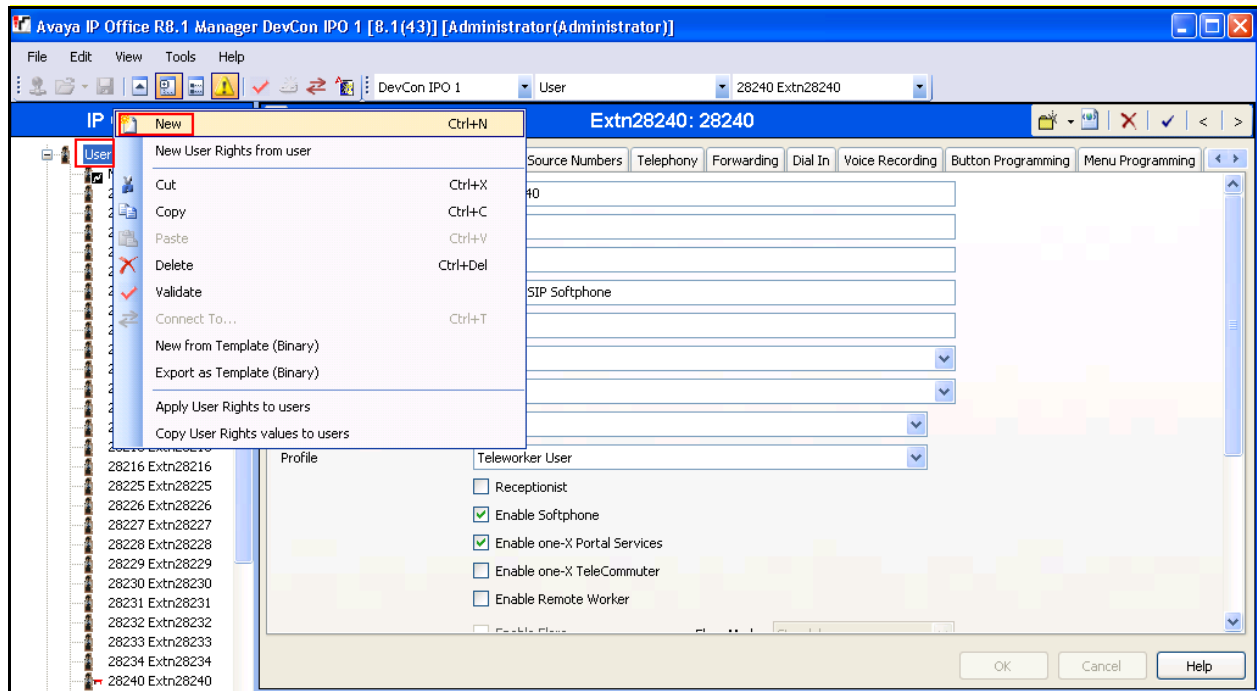 Avaya IP Office R8.1 Manager DevCon IPO 1 [8.1(43)] [Administrator(Administrator)]
File Edit View Tools Help
DevCon IPO 1 User 28240 Extn28240
IP Extn28240: 28240
User
New Ctrl+N
New User Rights from user
Cut Ctrl+X
Copy Ctrl+C
Paste Ctrl+V
Delete Ctrl+Del
Validate
Connect To... Ctrl+T
New from Template (Binary)
Export as Template (Binary)
Apply User Rights to users
Copy User Rights values to users
Source Numbers Telephony Forwarding Dial In Voice Recording Button Programming Menu Programming
40
SIP Softphone
Profile Teleworker User
Receptionist
Enable Softphone
Enable one-X Portal Services
Enable one-X TeleCommuter
Enable Remote Worker
28216 Extn28216
28225 Extn28225
28226 Extn28226
28227 Extn28227
28228 Extn28228
28229 Extn28229
28230 Extn28230
28231 Extn28231
28232 Extn28232
28233 Extn28233
28234 Extn28234
28240 Extn28240
OK Cancel Help